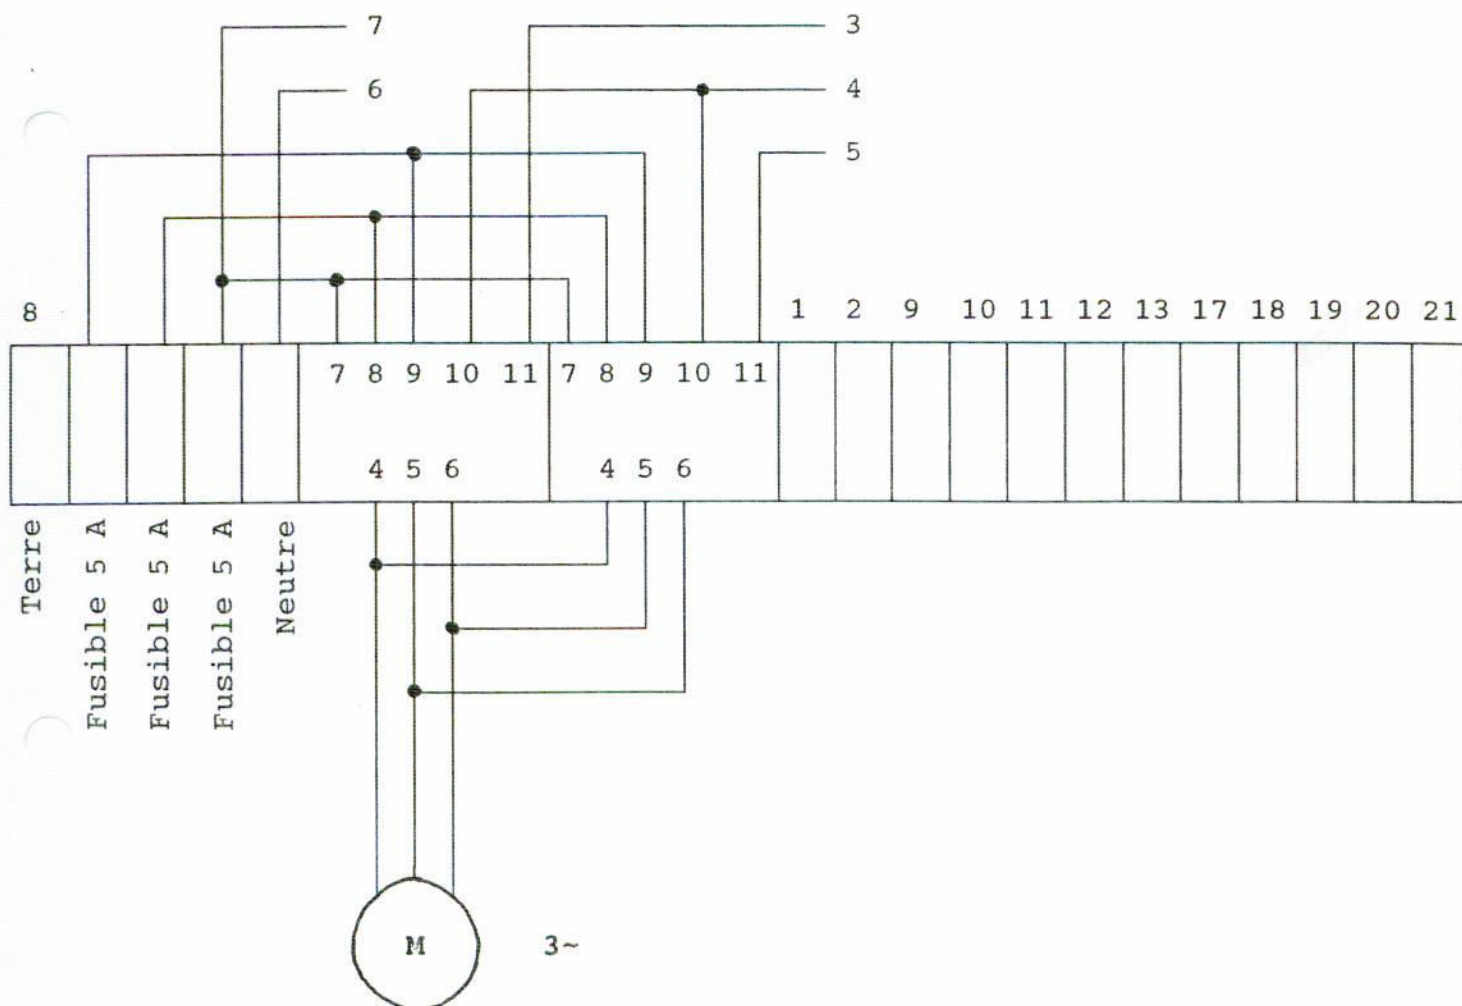 7
3
6
4
5
8
1 2 9 10 11 12 13 17 18 19 20 21
7 8 9 10 11 7 8 9 10 11
4 5 6 4 5 6
Terre
Fusible 5 A
Fusible 5 A
Fusible 5 A
Neutre
M 3~